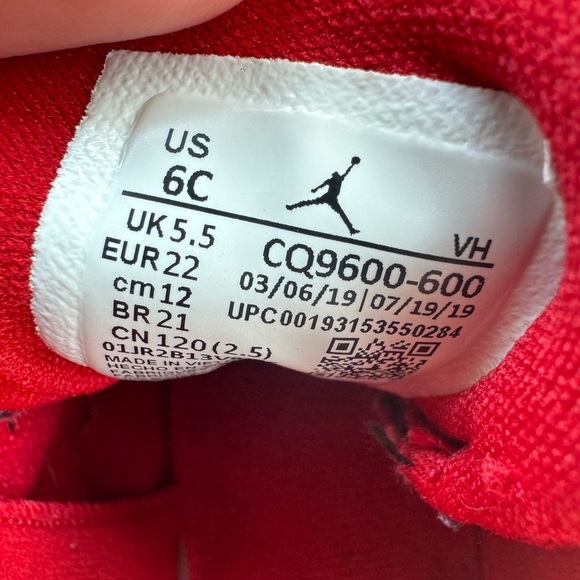 US
6C
VH
UK 5.5
EUR 22
cm 12
BR 21
CN 120 (2.5)
CQ9600-600
03/06/19 | 07/19/19
UPC 00193153550284
MADE IN
HECHO